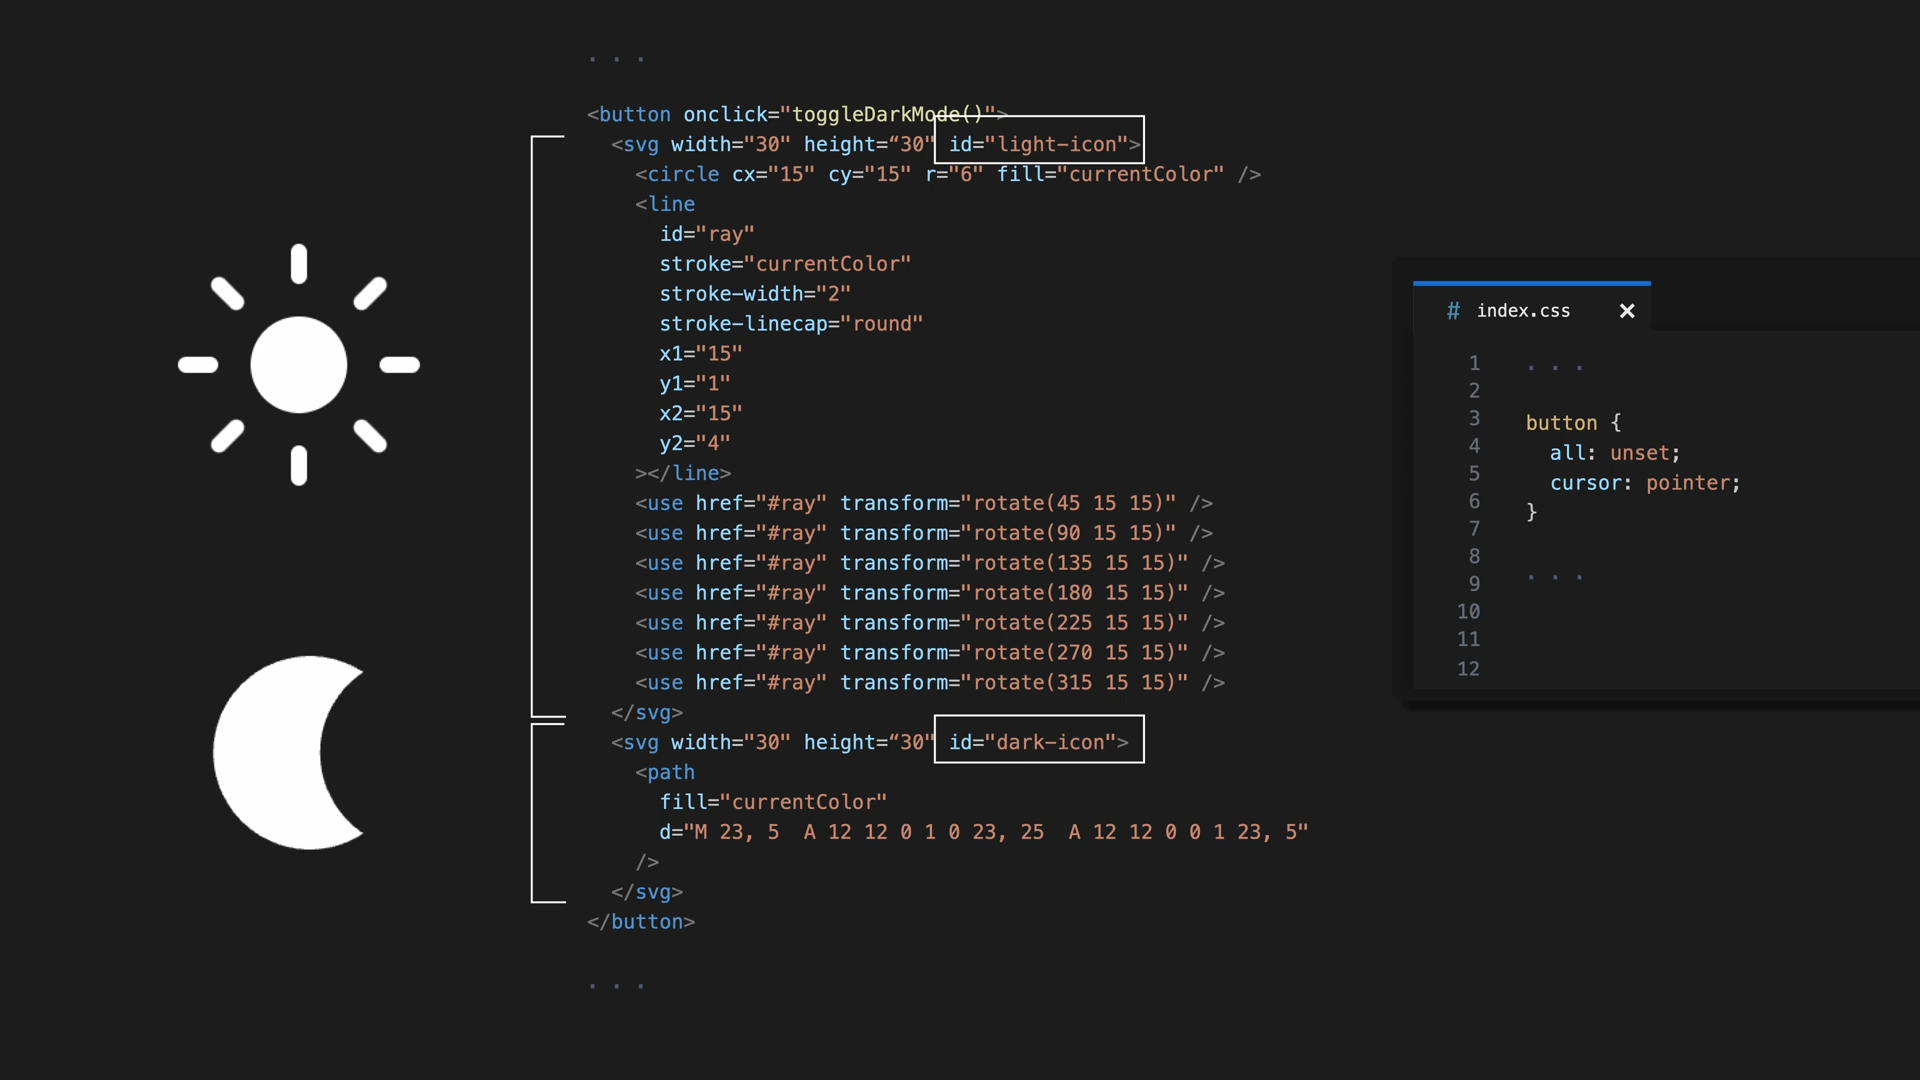 . . .
<button onclick="toggleDarkMode()">
<svg width="30" height=“30" id="light-icon">
<circle cx="15" cy="15" r="6" fill="currentColor" />
<line
id="ray"
stroke="currentColor"
stroke-width="2"
stroke-linecap="round"
x1="15"
y1="1"
x2="15"
y2="4"
></line>
<use href="#ray" transform="rotate(45 15 15)" />
<use href="#ray" transform="rotate(90 15 15)" />
<use href="#ray" transform="rotate(135 15 15)" />
<use href="#ray" transform="rotate(180 15 15)" />
<use href="#ray" transform="rotate(225 15 15)" />
<use href="#ray" transform="rotate(270 15 15)" />
<use href="#ray" transform="rotate(315 15 15)" />
</svg>
<svg width="30" height=“30" id="dark-icon">
<path
fill="currentColor"
d="M 23, 5  A 12 12 0 1 0 23, 25  A 12 12 0 0 1 23, 5"
/>
</svg>
</button>
. . .
# index.css ×
1 . . .
2
3 button {
4 all: unset;
5 cursor: pointer;
6 }
7
8
9 . . .
10
11
12